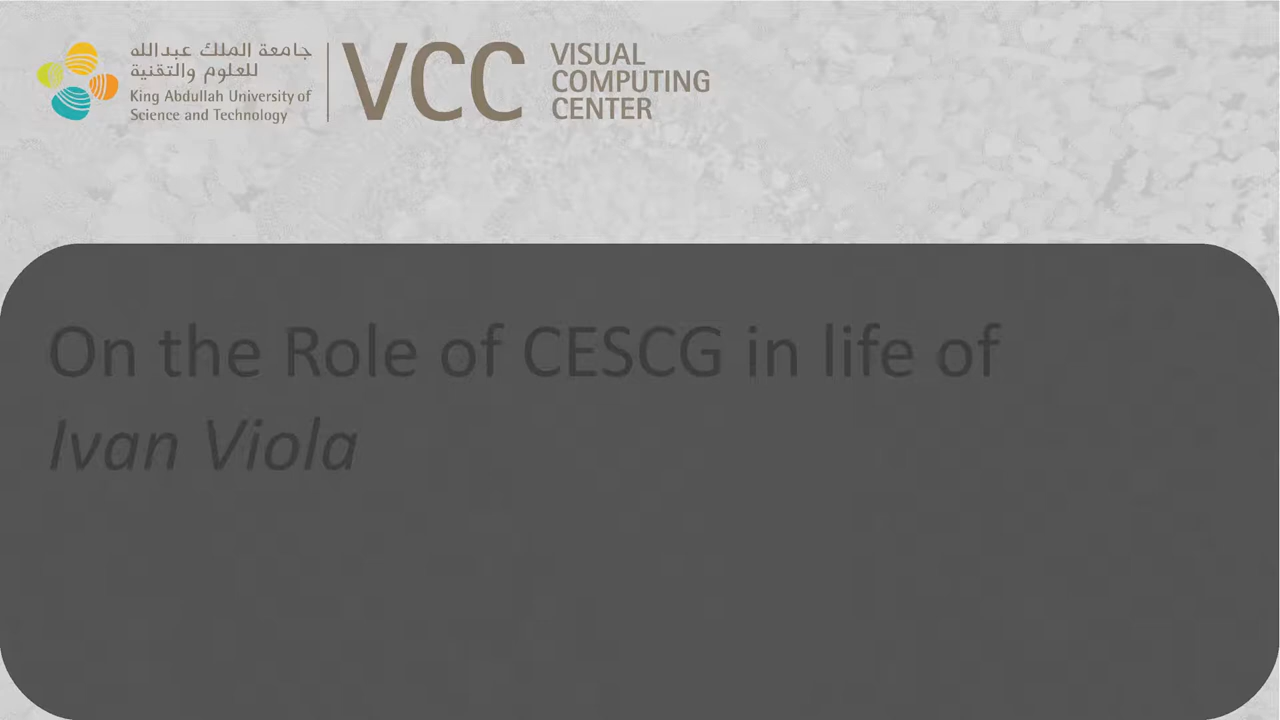 جامعة الملك عبدالله
للعلوم والتقنية
King Abdullah University of
Science and Technology
VCC
VISUAL
COMPUTING
CENTER
On the Role of CESCG in life of
Ivan Viola